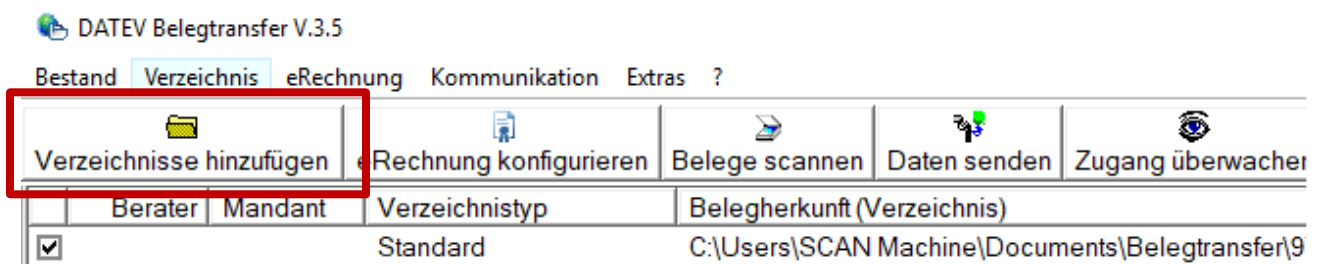 DATEV Belegtransfer V.3.5
Bestand Verzeichnis eRechnung Kommunikation Extras ?
Verzeichnisse hinzufügen eRechnung konfigurieren Belege scannen Daten senden Zugang überwachen
Berater Mandant Verzeichnistyp Belegherkunft (Verzeichnis)
Standard C:\Users\SCAN Machine\Documents\Belegtransfer\9